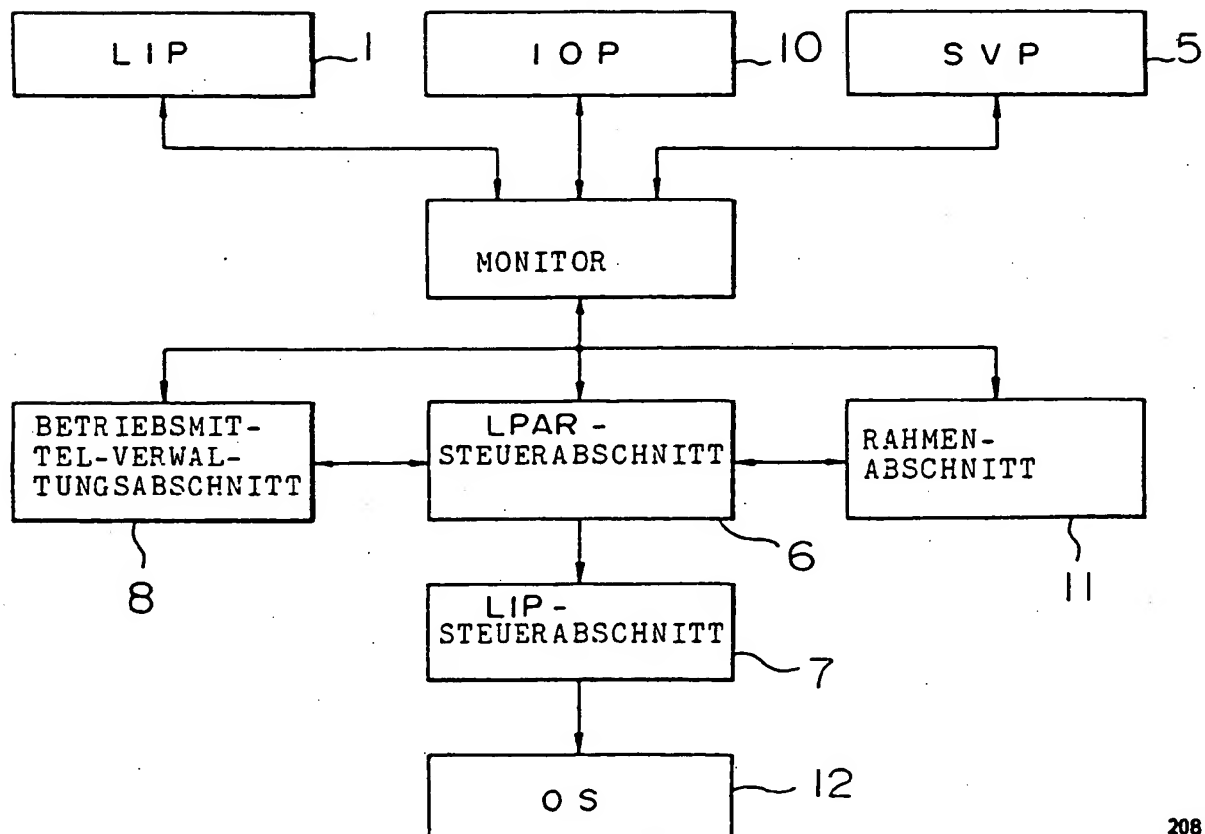 LIP
1
IOP
10
SVP
5
MONITOR
BETRIEBSMIT-
TEL-VERWAL-
TUNGSABSCHNITT
8
LPAR-
STEUERABSCHNITT
6
RAHMEN-
ABSCHNITT
11
LIP-
STEUERABSCHNITT
7
OS
12
208